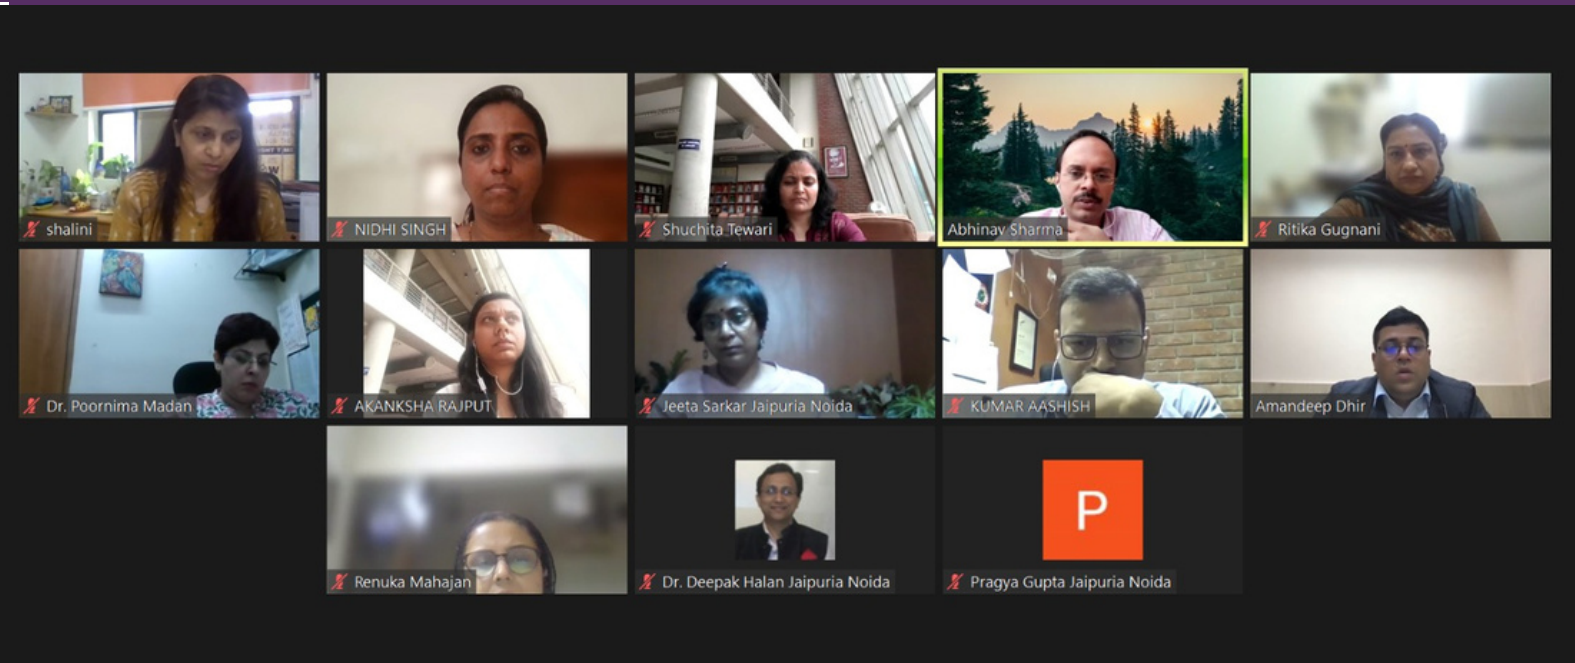 shalini
NIDHI SINGH
Shuchita Tewari
Abhinav Sharma
Ritika Gugnani
Dr. Poornima Madan
AKANKSHA RAJPUT
Jeeta Sarkar Jaipuria Noida
KUMAR AASHISH
Amandeep Dhir
P
Renuka Mahajan
Dr. Deepak Halan Jaipuria Noida
Pragya Gupta Jaipuria Noida